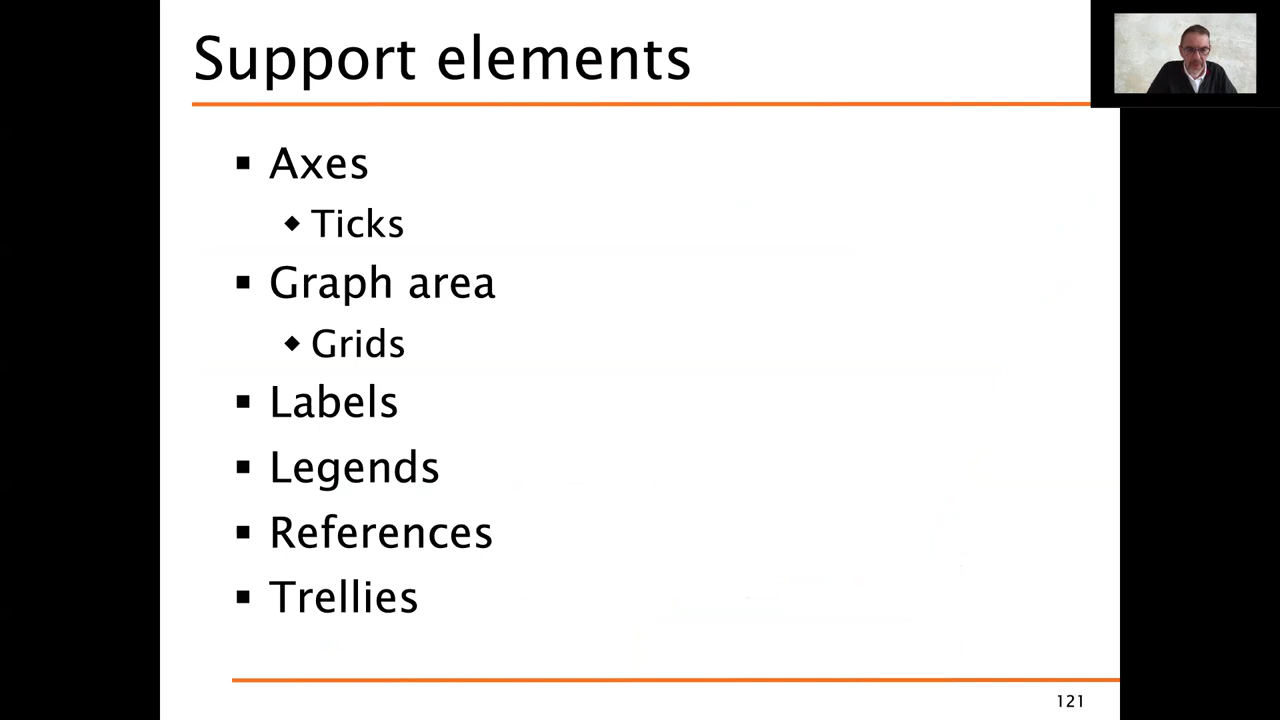 Support elements
▪ Axes
◆ Ticks
▪ Graph area
◆ Grids
▪ Labels
▪ Legends
▪ References
▪ Trellies
121